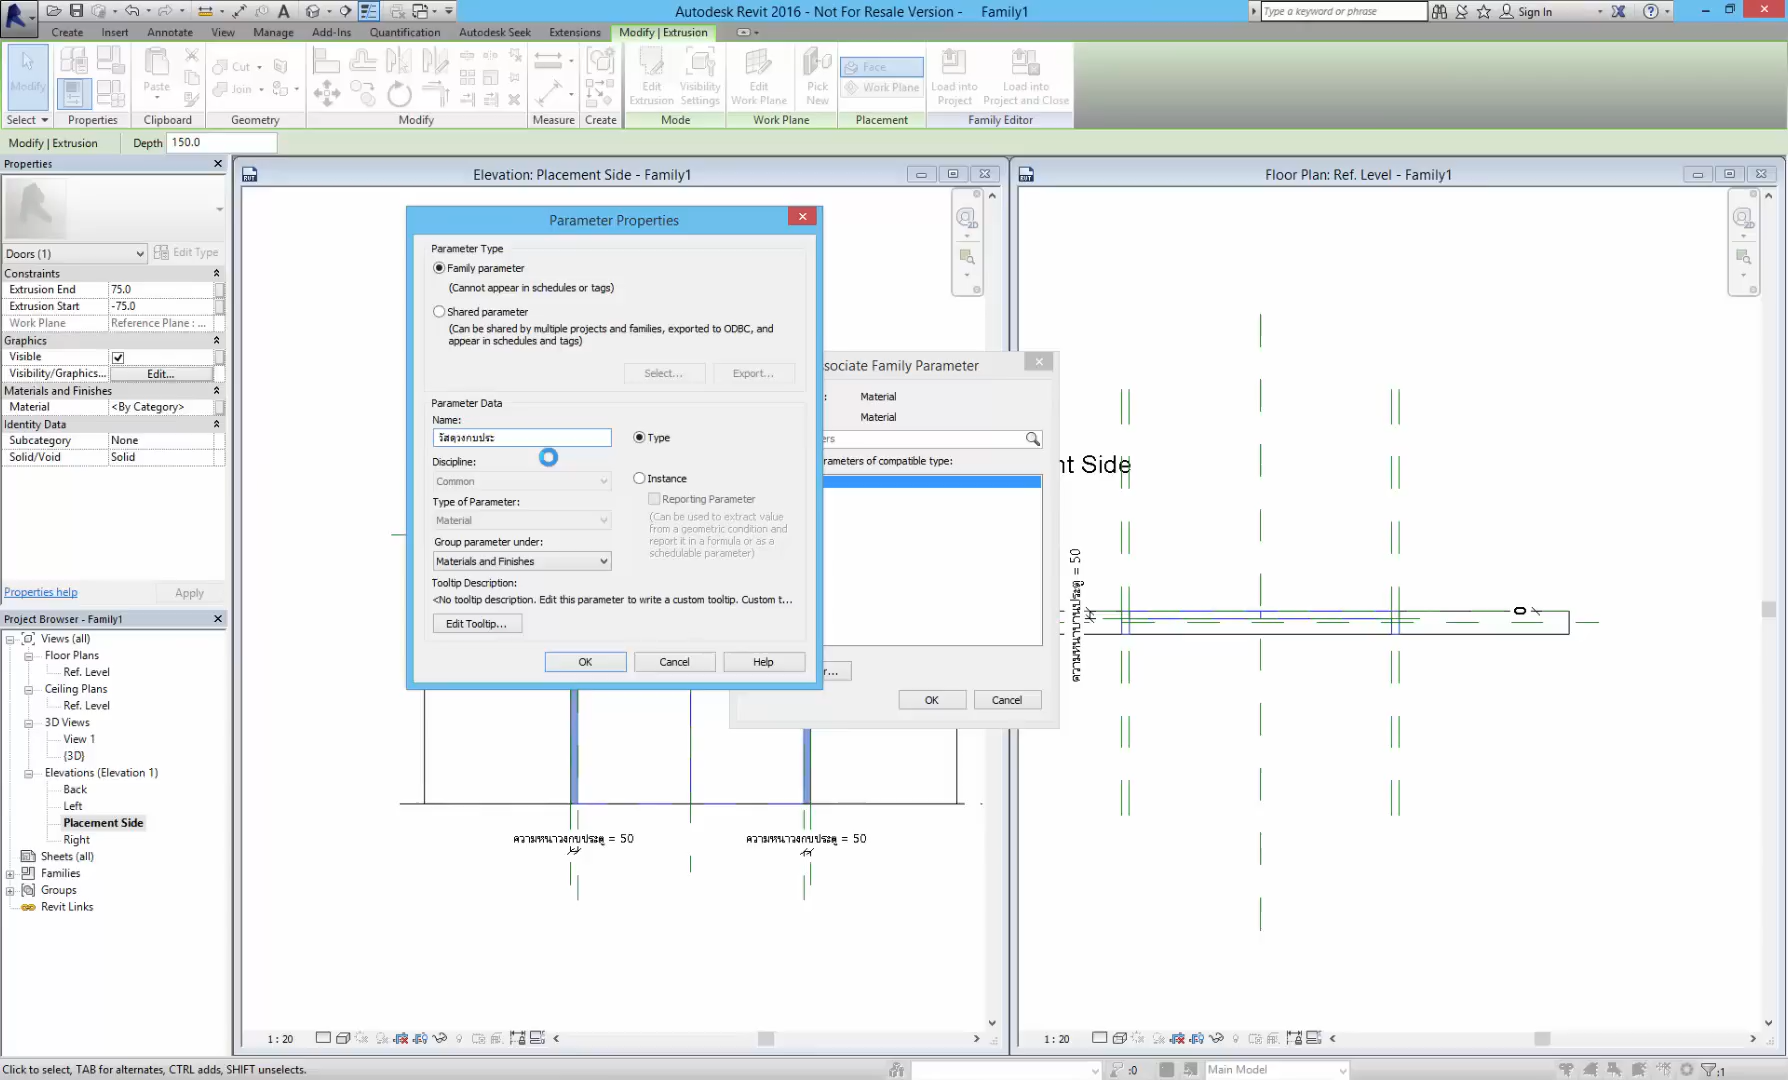 Autodesk Revit 2016 - Not For Resale Version - Family1
Type a keyword or phrase
Sign In
Create Insert Annotate View Manage Add-Ins Quantification Autodesk Seek Extensions Modify | Extrusion
Modify
Paste
Cut
Join
Edit Extrusion
Visibility Settings
Edit Work Plane
Pick New
Face
Work Plane
Load into Project
Load into Project and Close
Select Properties Clipboard Geometry Modify Measure Create Mode Work Plane Placement Family Editor
Modify | Extrusion Depth 150.0
Properties
Doors (1) Edit Type
Constraints
Extrusion End 75.0
Extrusion Start -75.0
Work Plane Reference Plane : ...
Graphics
Visible
Visibility/Graphics... Edit...
Materials and Finishes
Material <By Category>
Identity Data
Subcategory None
Solid/Void Solid
Properties help Apply
Project Browser - Family1
Views (all)
Floor Plans
Ref. Level
Ceiling Plans
Ref. Level
3D Views
View 1
{3D}
Elevations (Elevation 1)
Back
Left
Placement Side
Right
Sheets (all)
Families
Groups
Revit Links
Elevation: Placement Side - Family1
Parameter Properties
Parameter Type
Family parameter
(Cannot appear in schedules or tags)
Shared parameter
(Can be shared by multiple projects and families, exported to ODBC, and
appear in schedules and tags)
Select... Export...
Parameter Data
Name:
วัสดุวงกบประ
Type
Discipline:
Common
Instance
Reporting Parameter
(Can be used to extract value
from a geometric condition and
report it in a formula or as a
schedulable parameter)
Type of Parameter:
Material
Group parameter under:
Materials and Finishes
Tooltip Description:
<No tooltip description. Edit this parameter to write a custom tooltip. Custom t...
Edit Tooltip...
OK Cancel Help
ssociate Family Parameter
: Material
Material
ers
rameters of compatible type:
r...
OK Cancel
ความหนาวงกบประตู = 50
ความหนาวงกบประตู = 50
1 : 20
Floor Plan: Ref. Level - Family1
nt Side
ความหนาบานประตู = 50
0
1 : 20
Click to select, TAB for alternates, CTRL adds, SHIFT unselects.
:0
Main Model
:1